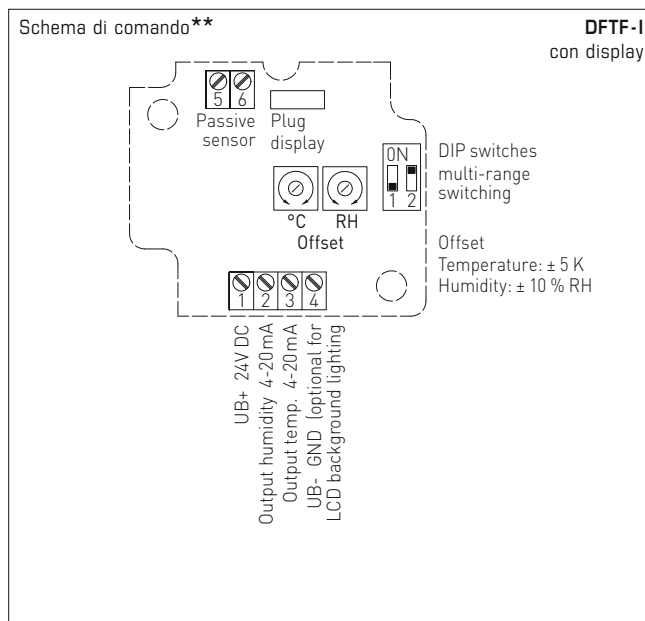 Schema di comando**
DFTF-I
con display
5 6
Passive
sensor
Plug
display
ON
1 2
DIP switches
multi-range
switching
°C
RH
Offset
Offset
Temperature: ± 5 K
Humidity: ± 10 % RH
1 2 3 4
UB+ 24V DC
Output humidity 4-20mA
Output temp. 4-20mA
UB- GND (optional for
LCD background lighting